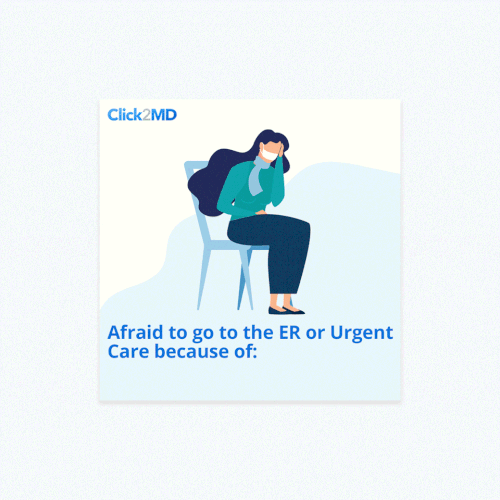 Click2MD
Afraid to go to the ER or Urgent
Care because of: